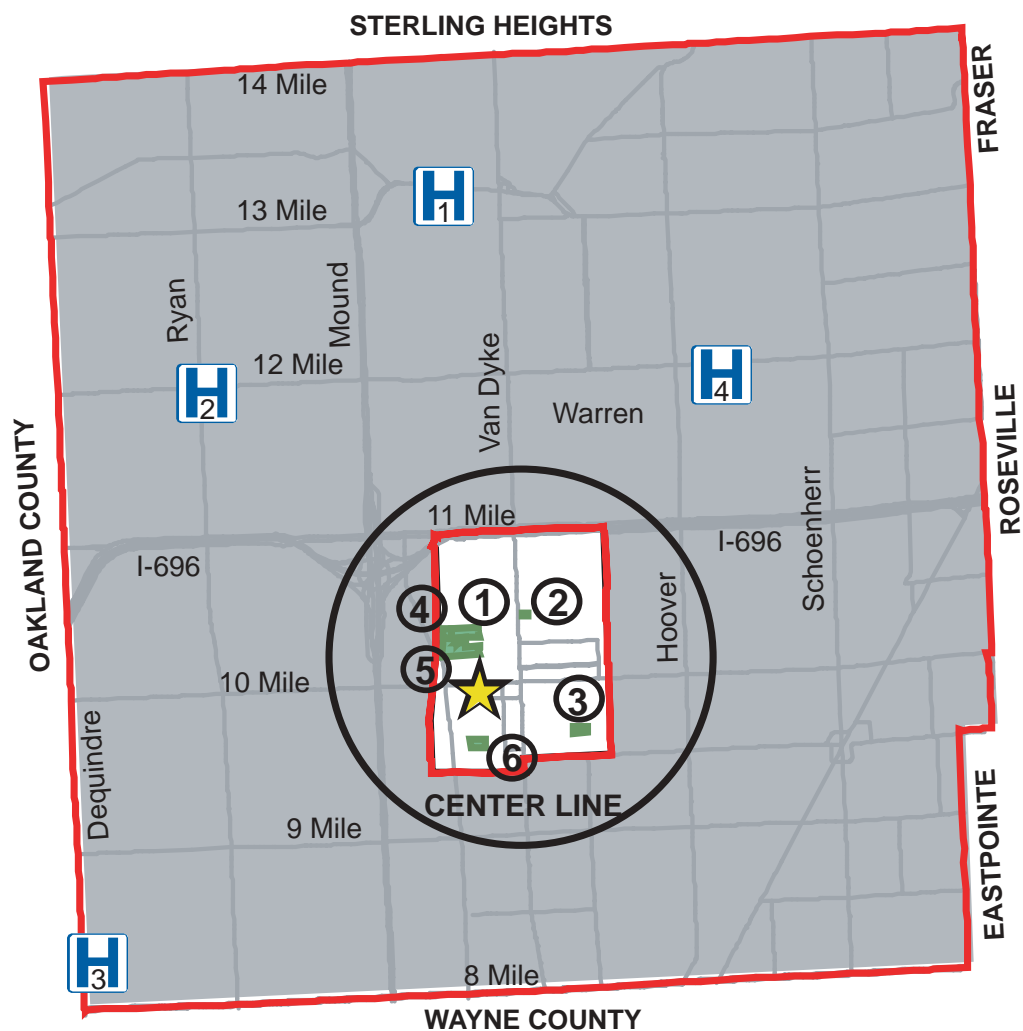 STERLING HEIGHTS
14 Mile
FRASER
H
1
13 Mile
Ryan
Mound
12 Mile
H
2
Van Dyke
H
4
Warren
OAKLAND COUNTY
ROSEVILLE
11 Mile
I-696
I-696
Schoenherr
Hoover
4
1
2
5
10 Mile
3
6
Dequindre
CENTER LINE
9 Mile
EASTPOINTE
H
3
8 Mile
WAYNE COUNTY